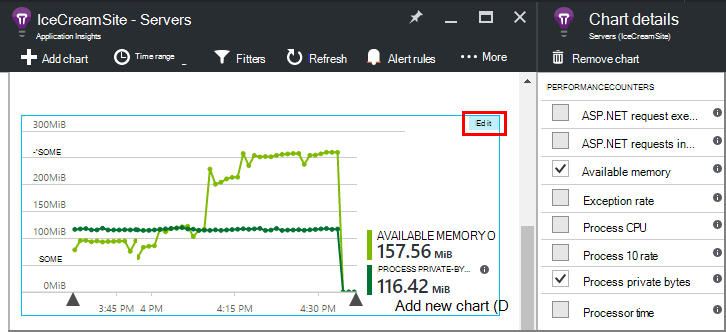 IceCreamSite - Servers
Application Insights
Add chart
Time range
Fitters
Refresh
Alert rules
More
Edit
300MiB
-'SOME
200MiB
150MiB
100MiB
SOME
0MiB
3:45 PM
4 PM
4:15 PM
4:30 PM
AVAILABLE MEMORY O
157.56 MiB
PROCESS PRIVATE-BY...
116.42 MiB
Add new chart (D
Chart details
Servers (IceCreamSite)
Remove chart
PERFORMANCECOUNTERS
ASP.NET request exe...
ASP.NET requests in...
Available memory
Exception rate
Process CPU
Process 10 rate
Process private bytes
Processor time